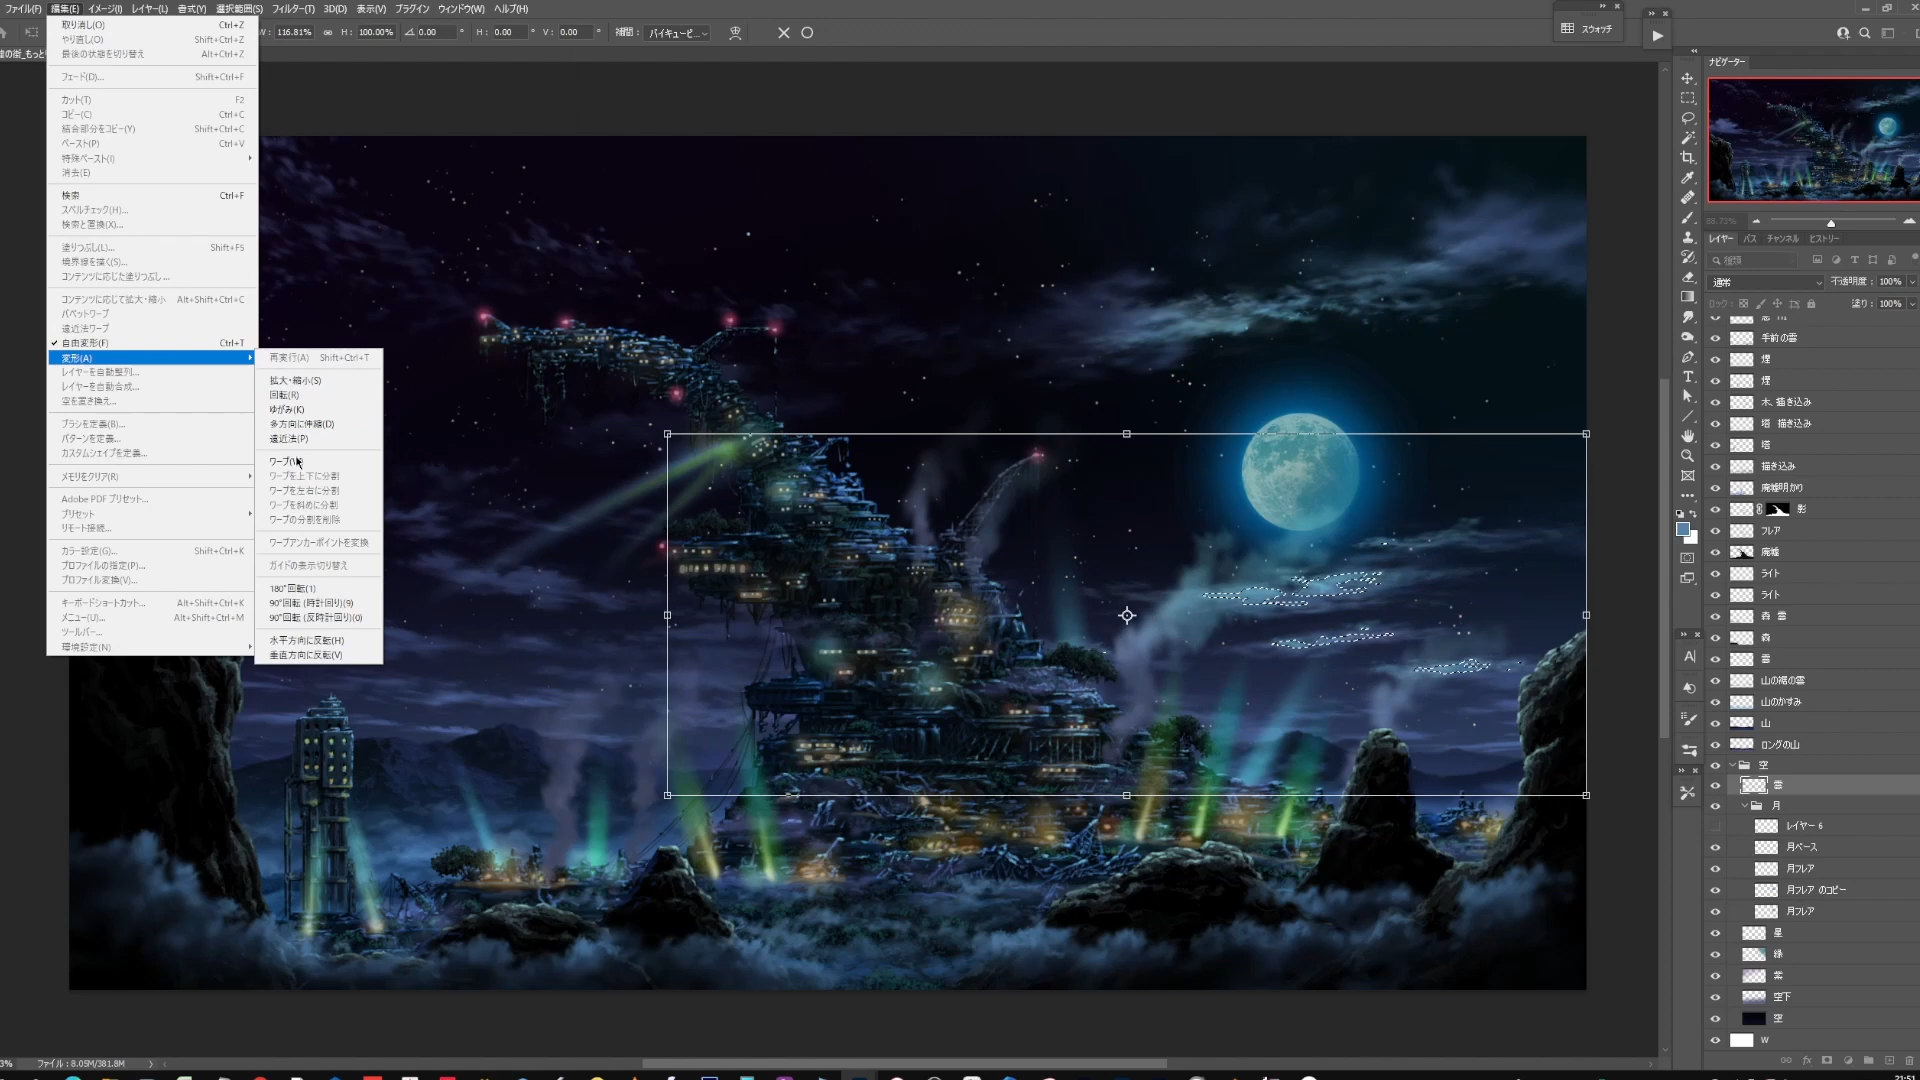 ファイル(F) 編集(E) イメージ(I) レイヤー(L) 書式(Y) 選択範囲(S) フィルター(T) 3D(D) 表示(V) プラグイン ウィンドウ(W) ヘルプ(H)
W: 116.81% H: 100.00% 0.00 ° H: 0.00 ° V: 0.00 ° 補間: バイキュービ...
スウォッチ
取り消し(O) Ctrl+Z
やり直し(O) Shift+Ctrl+Z
最後の状態を切り替え Alt+Ctrl+Z
フェード(D)... Shift+Ctrl+F
カット(T) F2
コピー(C) Ctrl+C
結合部分をコピー(Y) Shift+Ctrl+C
ペースト(P) Ctrl+V
特殊ペースト(I)
消去(E)
検索 Ctrl+F
スペルチェック(H)...
検索と置換(X)...
塗りつぶし(L)... Shift+F5
境界線を描く(S)...
コンテンツに応じた塗りつぶし...
コンテンツに応じて拡大・縮小 Alt+Shift+Ctrl+C
パペットワープ
遠近法ワープ
自由変形(F) Ctrl+T
変形(A)
レイヤーを自動整列...
レイヤーを自動合成...
空を置き換え...
ブラシを定義(B)...
パターンを定義...
カスタムシェイプを定義...
メモリをクリア(R)
Adobe PDF プリセット...
プリセット
リモート接続...
カラー設定(G)... Shift+Ctrl+K
プロファイルの指定(P)...
プロファイル変換(V)...
キーボードショートカット... Alt+Shift+Ctrl+K
メニュー(U)... Alt+Shift+Ctrl+M
ツールバー...
環境設定(N)
再実行(A) Shift+Ctrl+T
拡大・縮小(S)
回転(R)
ゆがみ(K)
多方向に伸縮(D)
遠近法(P)
ワープ(W)
ワープを上下に分割
ワープを左右に分割
ワープを斜めに分割
ワープの分割を削除
ワープアンカーポイントを変換
ガイドの表示切り替え
180°回転(1)
90°回転 (時計回り)(9)
90°回転 (反時計回り)(0)
水平方向に反転(H)
垂直方向に反転(V)
ナビゲーター
88.73%
レイヤー パス チャンネル ヒストリー
種類
通常 不透明度: 100%
ロック: 塗り: 100%
手前の雲
煙
煙
木、描き込み
塔 描き込み
塔
描き込み
廃墟明かり
影
フレア
廃墟
ライト
ライト
森 雲
森
雲
山の裾の雲
山のかすみ
山
ロングの山
空
雲
月
レイヤー 6
月ベース
月フレア
月フレア のコピー
月フレア
星
緑
紫
空下
空
W
ファイル : 8.05M/381.8M
21:51